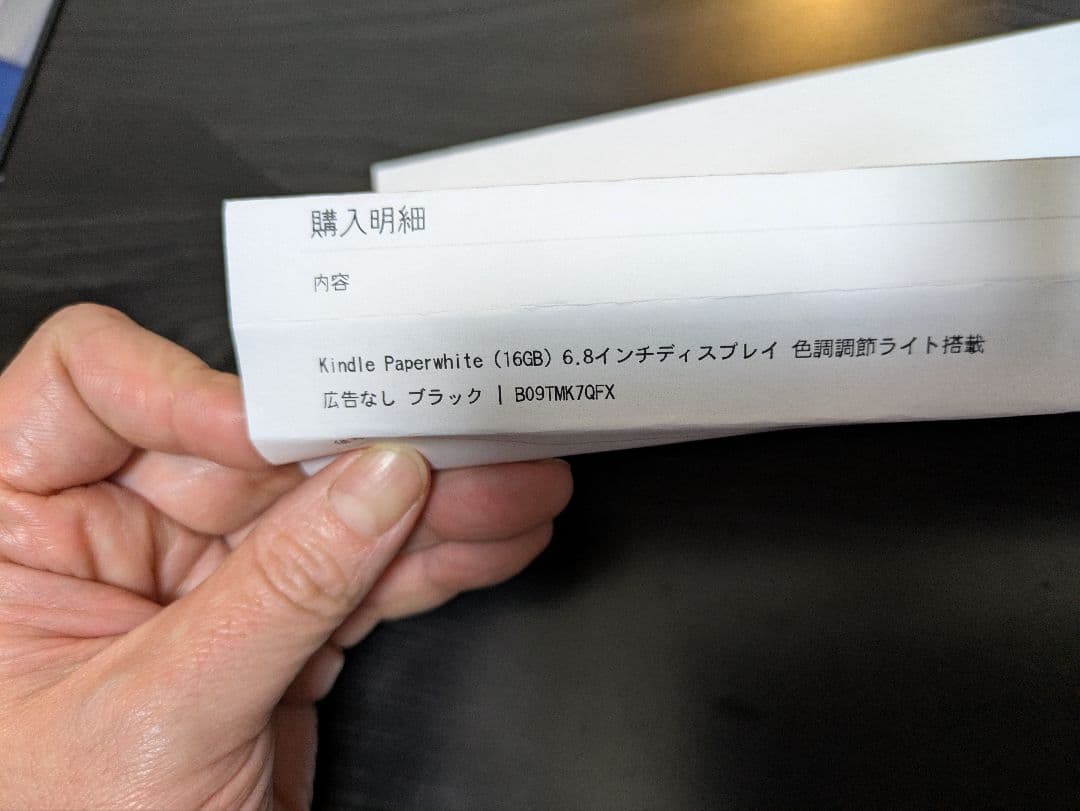 購入明細
内容
Kindle Paperwhite (16GB) 6.8インチディスプレイ 色調調節ライト搭載
広告なし ブラック | B09TMK7QFX